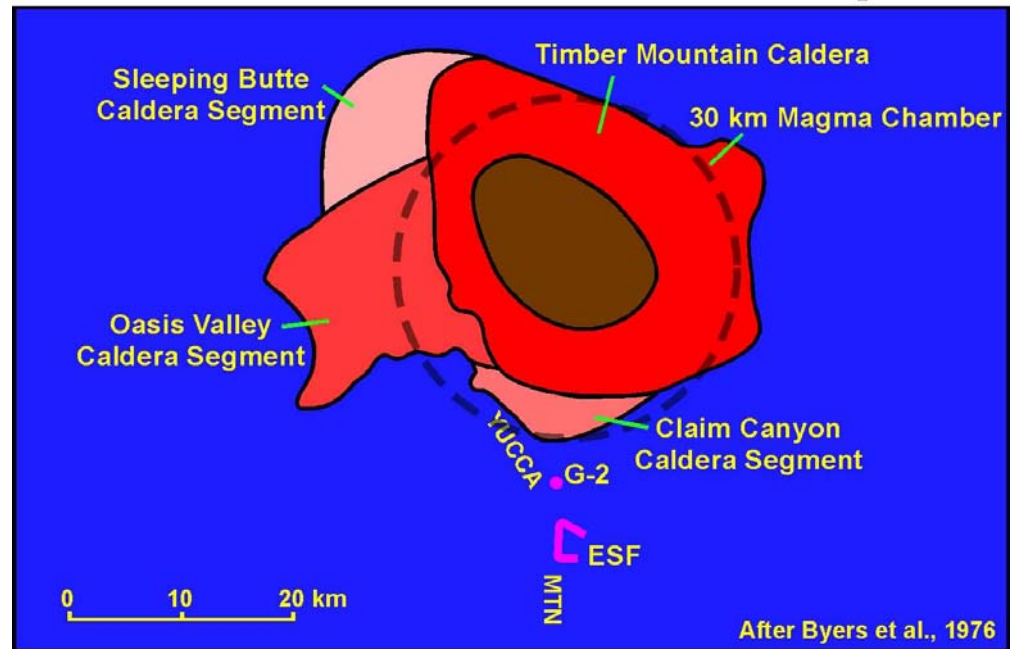 Timber Mountain Caldera
Sleeping Butte
Caldera Segment
30 km Magma Chamber
Oasis Valley
Caldera Segment
Claim Canyon
Caldera Segment
YUCCA
G-2
ESF
MTN
0 10 20 km
After Byers et al., 1976